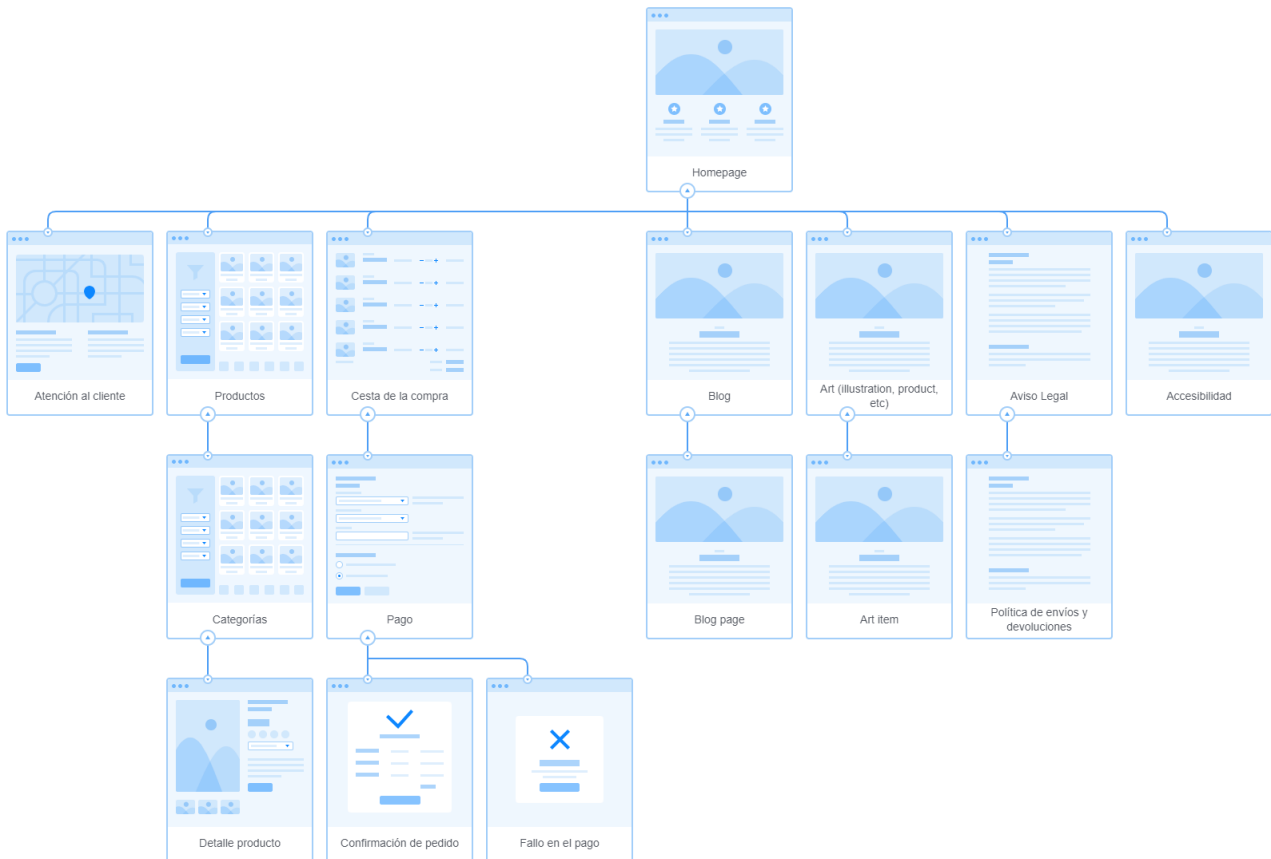 Homepage
Atención al cliente
Productos
Cesta de la compra
Blog
Art (illustration, product,
etc)
Aviso Legal
Accesibilidad
Categorías
Pago
Blog page
Art item
Política de envíos y
devoluciones
Detalle producto
Confirmación de pedido
Fallo en el pago